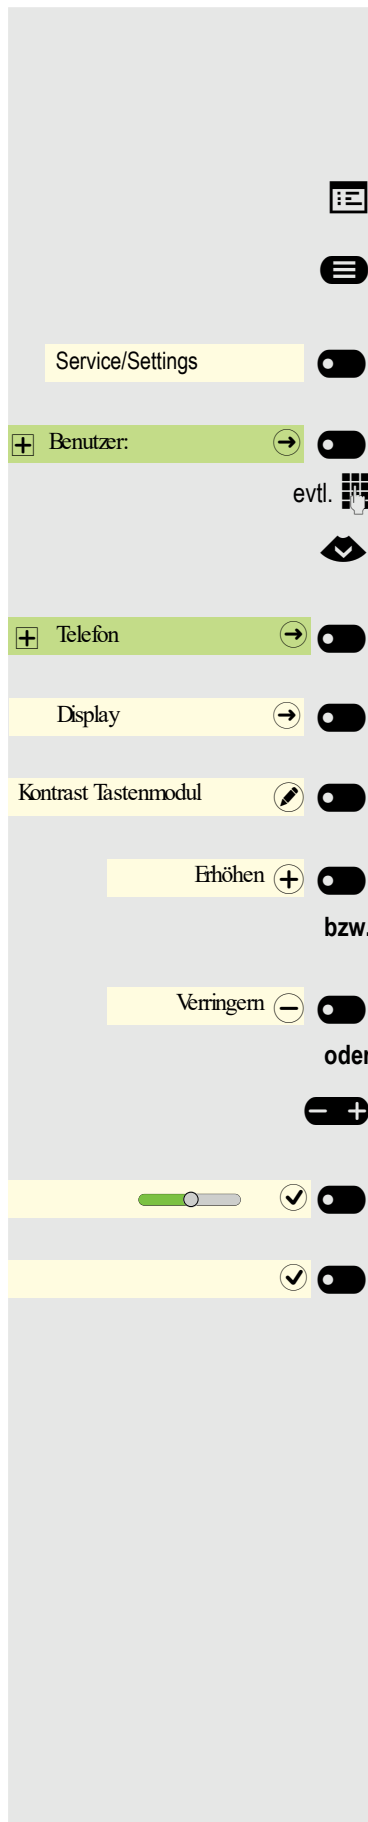 Service/Settings
Benutzer:
evtl.
Telefon
Display
Kontrast Tastenmodul
Erhöhen
bzw.
Verringern
oder